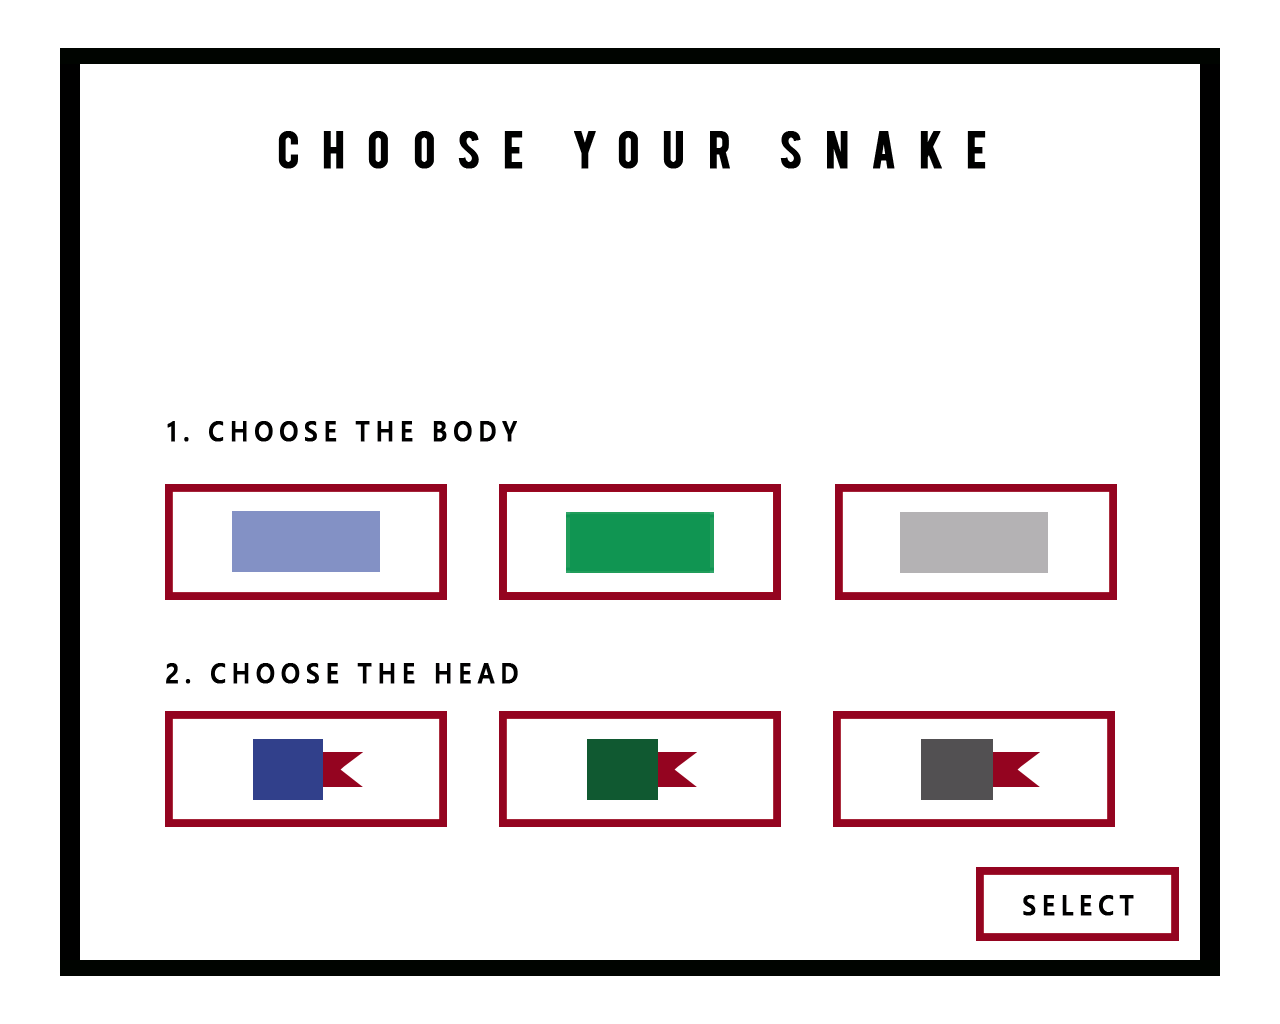 CHOOSE YOUR SNAKE
1. CHOOSE THE BODY
2. CHOOSE THE HEAD
SELECT